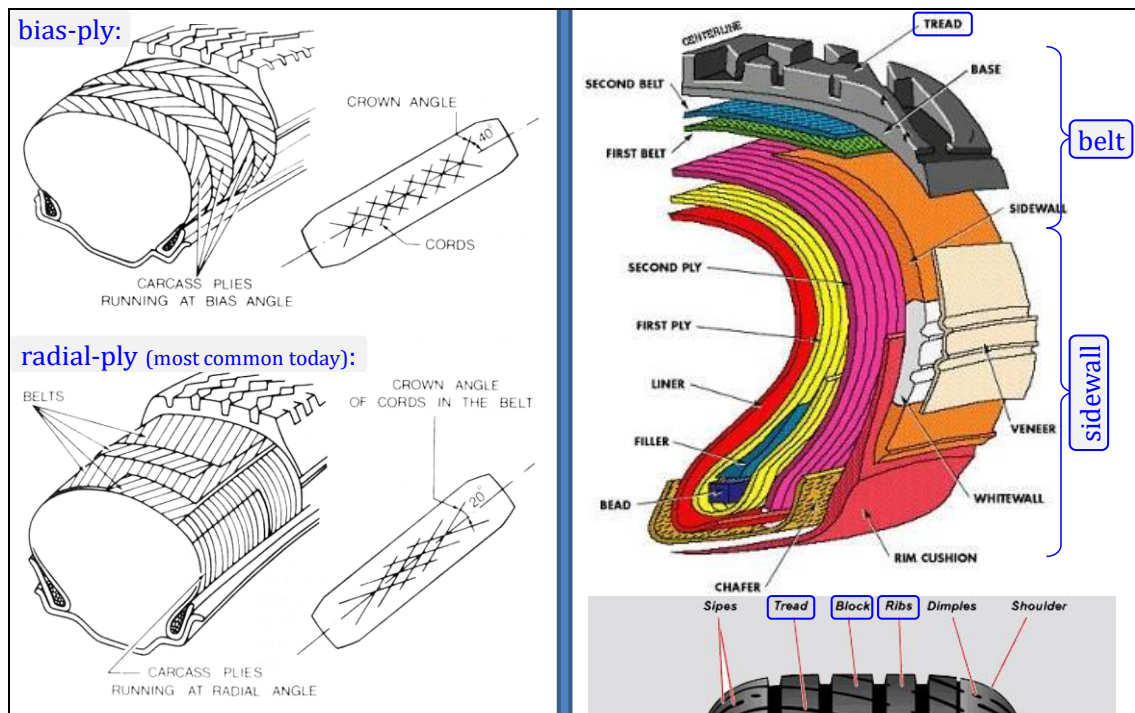 bias-ply:
CROWN ANGLE
40°
CORDS
CARCASS PLIES
RUNNING AT BIAS ANGLE
radial-ply (most common today):
BELTS
CROWN ANGLE
OF CORDS IN THE BELT
20°
CARCASS PLIES
RUNNING AT RADIAL ANGLE
CENTERLINE
TREAD
BASE
SECOND BELT
FIRST BELT
belt
SIDEWALL
SECOND PLY
FIRST PLY
LINER
sidewall
FILLER
VENEER
BEAD
WHITEWALL
RIM CUSHION
CHAFER
Sipes Tread Block Ribs Dimples Shoulder